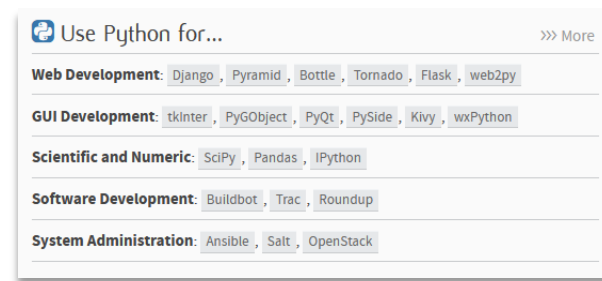 Use Python for...
>>> More
Web Development: Django , Pyramid , Bottle , Tornado , Flask , web2py
GUI Development: tkInter , PyGObject , PyQt , PySide , Kivy , wxPython
Scientific and Numeric: SciPy , Pandas , IPython
Software Development: Buildbot , Trac , Roundup
System Administration: Ansible , Salt , OpenStack